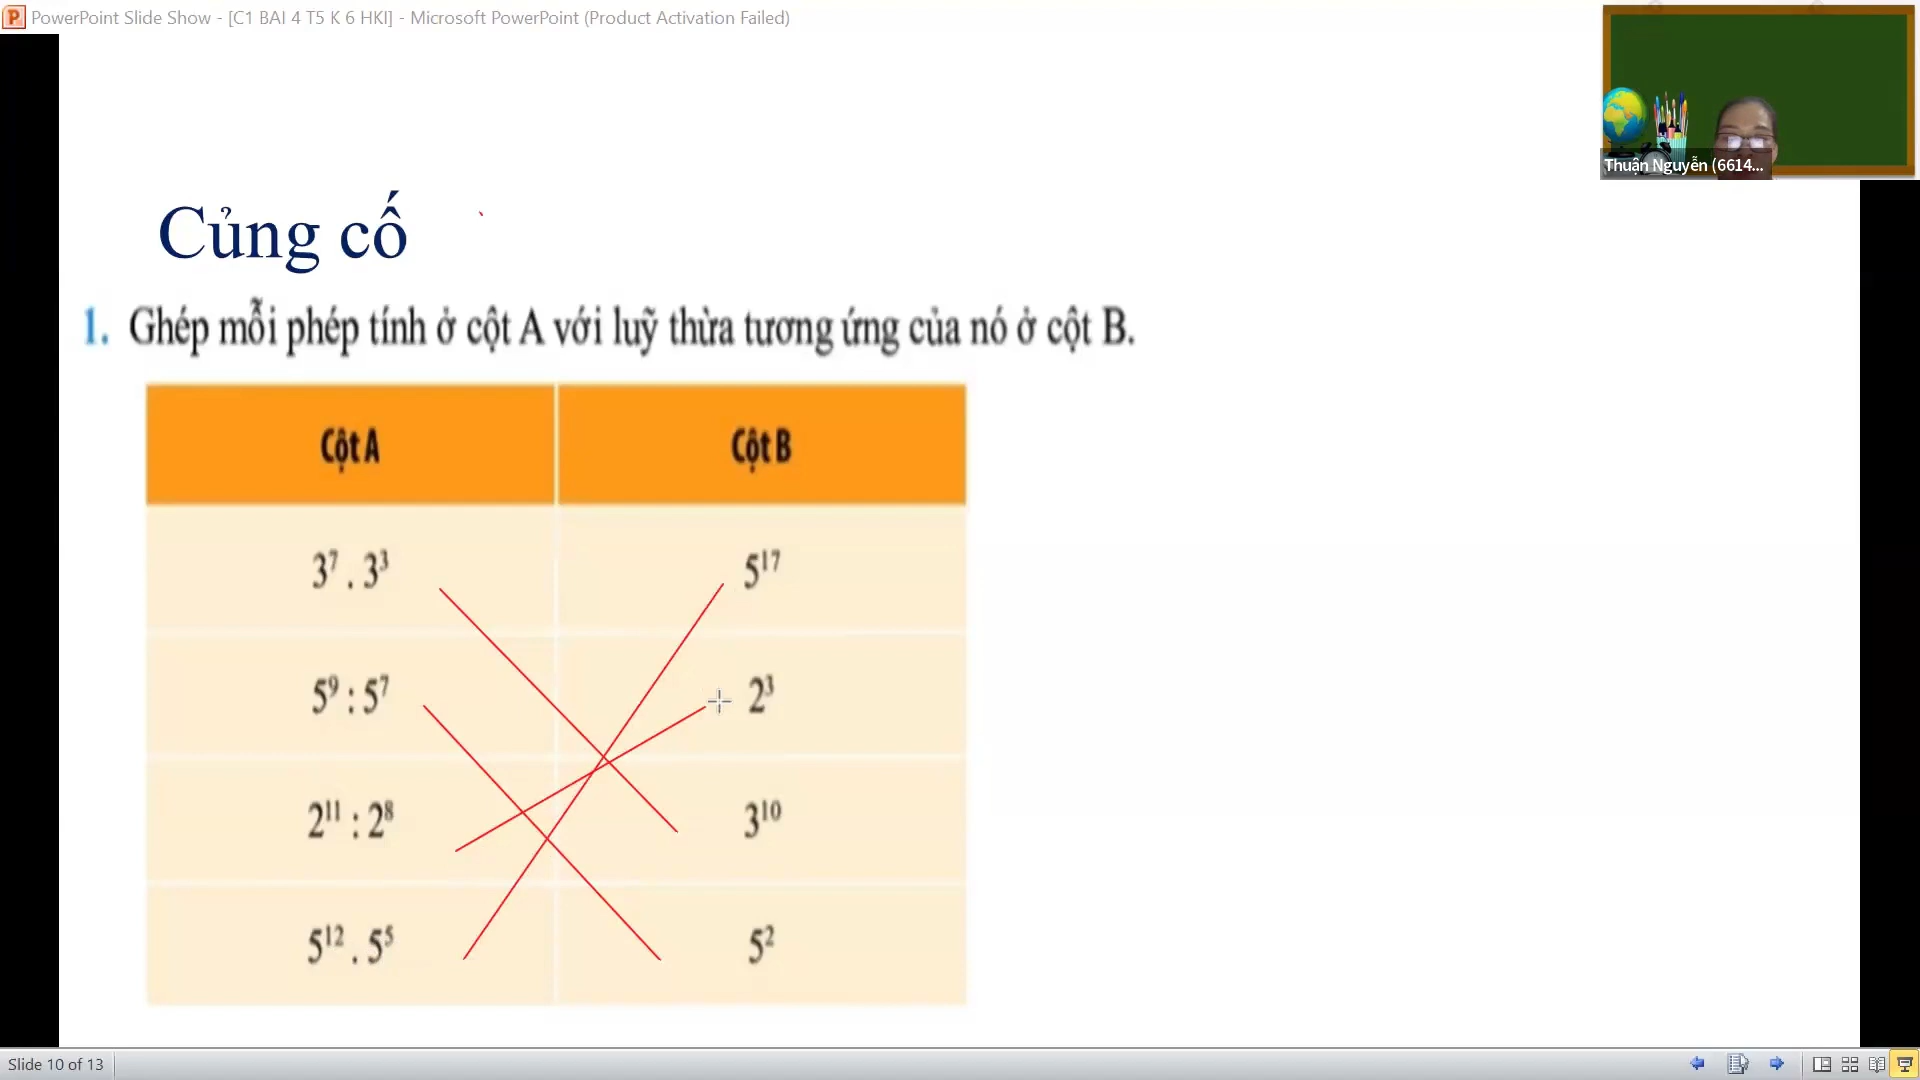 PowerPoint Slide Show - [C1 BAI 4 T5 K 6 HKI] - Microsoft PowerPoint (Product Activation Failed)
Thuận Nguyễn (6614...
Củng cố
1. Ghép mỗi phép tính ở cột A với luỹ thừa tương ứng của nó ở cột B.
Cột A Cột B
3⁷ . 3³ 5¹⁷
5⁹ : 5⁷ 2³
2¹¹ : 2⁸ 3¹⁰
5¹² . 5⁵ 5²
Slide 10 of 13